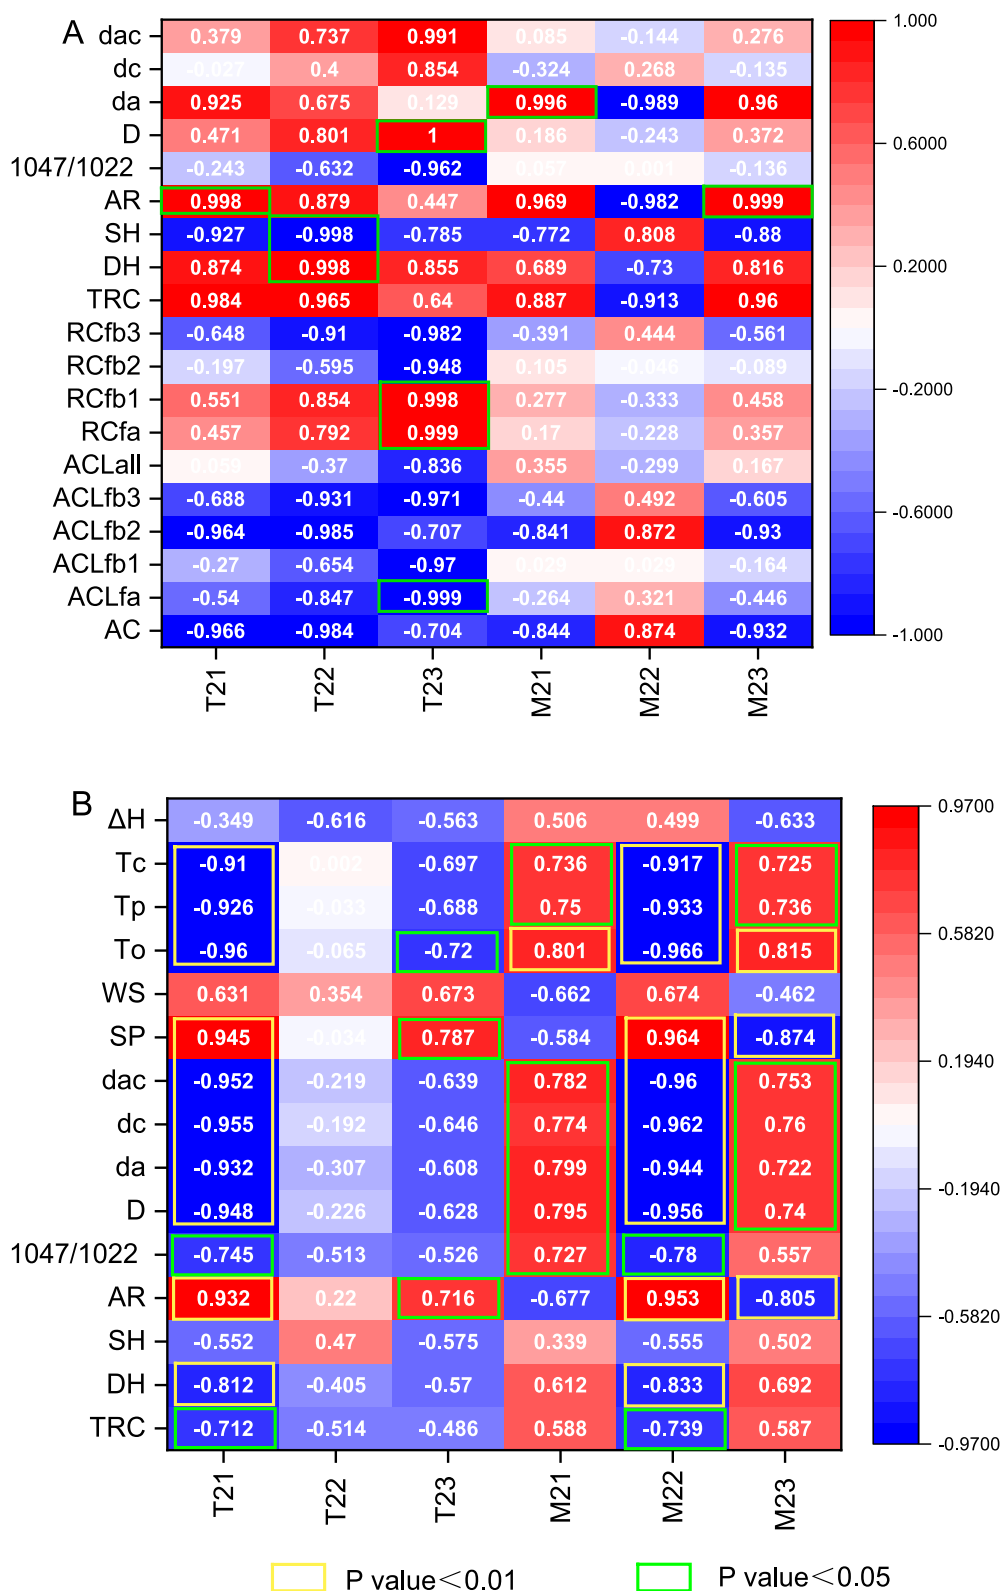 A
dac 0.379 0.737 0.991 0.085 -0.144 0.276
dc -0.027 0.4 0.854 -0.324 0.268 -0.135
da 0.925 0.675 0.129 0.996 -0.989 0.96
D 0.471 0.801 1 0.186 -0.243 0.372
1047/1022 -0.243 -0.632 -0.962 0.057 0.001 -0.136
AR 0.998 0.879 0.447 0.969 -0.982 0.999
SH -0.927 -0.998 -0.785 -0.772 0.808 -0.88
DH 0.874 0.998 0.855 0.689 -0.73 0.816
TRC 0.984 0.965 0.64 0.887 -0.913 0.96
RCfb3 -0.648 -0.91 -0.982 -0.391 0.444 -0.561
RCfb2 -0.197 -0.595 -0.948 0.105 -0.046 -0.089
RCfb1 0.551 0.854 0.998 0.277 -0.333 0.458
RCfa 0.457 0.792 0.999 0.17 -0.228 0.357
ACLall 0.059 -0.37 -0.836 0.355 -0.299 0.167
ACLfb3 -0.688 -0.931 -0.971 -0.44 0.492 -0.605
ACLfb2 -0.964 -0.985 -0.707 -0.841 0.872 -0.93
ACLfb1 -0.27 -0.654 -0.97 0.029 0.029 -0.164
ACLfa -0.54 -0.847 -0.999 -0.264 0.321 -0.446
AC -0.966 -0.984 -0.704 -0.844 0.874 -0.932
T21 T22 T23 M21 M22 M23
1.000
0.6000
0.2000
-0.2000
-0.6000
-1.000
B
ΔH -0.349 -0.616 -0.563 0.506 0.499 -0.633
Tc -0.91 0.002 -0.697 0.736 -0.917 0.725
Tp -0.926 -0.033 -0.688 0.75 -0.933 0.736
To -0.96 -0.065 -0.72 0.801 -0.966 0.815
WS 0.631 0.354 0.673 -0.662 0.674 -0.462
SP 0.945 -0.034 0.787 -0.584 0.964 -0.874
dac -0.952 -0.219 -0.639 0.782 -0.96 0.753
dc -0.955 -0.192 -0.646 0.774 -0.962 0.76
da -0.932 -0.307 -0.608 0.799 -0.944 0.722
D -0.948 -0.226 -0.628 0.795 -0.956 0.74
1047/1022 -0.745 -0.513 -0.526 0.727 -0.78 0.557
AR 0.932 0.22 0.716 -0.677 0.953 -0.805
SH -0.552 0.47 -0.575 0.339 -0.555 0.502
DH -0.812 -0.405 -0.57 0.612 -0.833 0.692
TRC -0.712 -0.514 -0.486 0.588 -0.739 0.587
T21 T22 T23 M21 M22 M23
0.9700
0.5820
0.1940
-0.1940
-0.5820
-0.9700
P value<0.01
P value<0.05